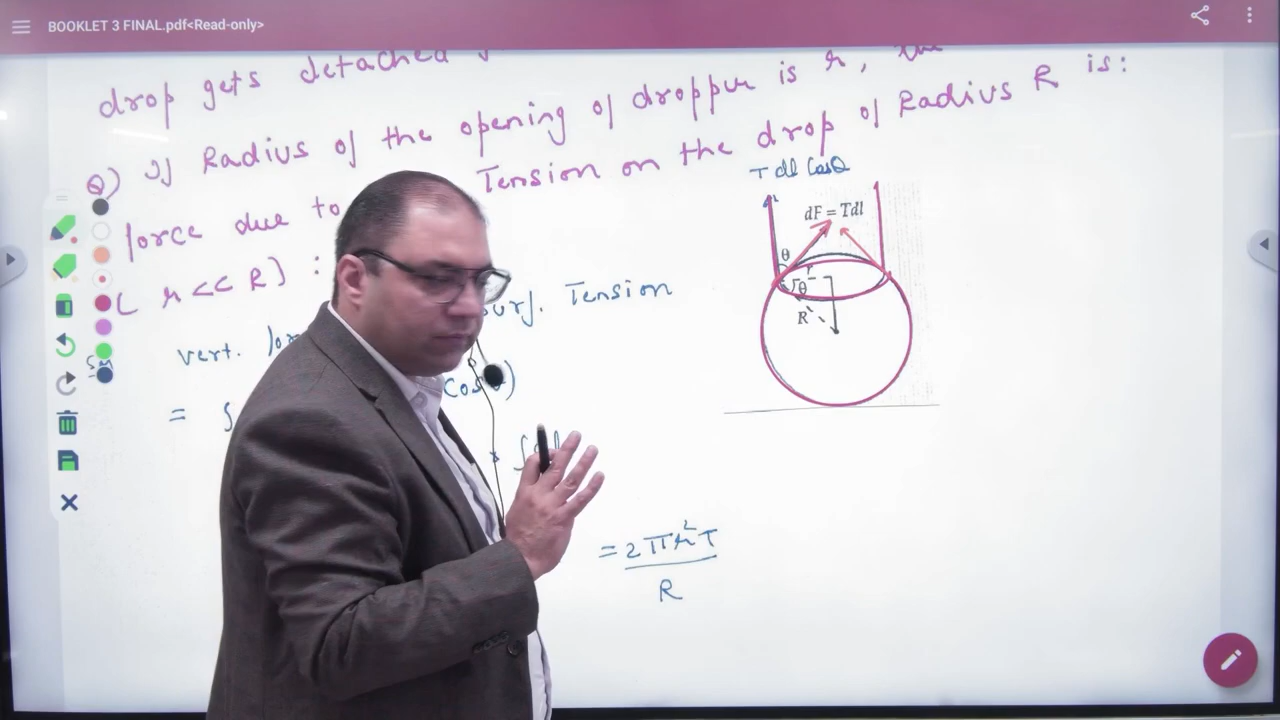 BOOKLET 3 FINAL.pdf<Read-only>
drop gets detached
Q) If Radius of the opening of dropper is r, the
force due to Tension on the drop of Radius R is:
( r << R ) :
T dl Cosθ
dF = Tdl
θ
r
θ
R
vert. surf. Tension
= ∫ Cosθ)
× ∫dl
= 2πr²T
R